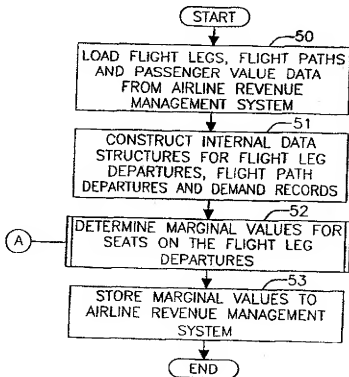 START
50
LOAD FLIGHT LEGS, FLIGHT PATHS
AND PASSENGER VALUE DATA
FROM AIRLINE REVENUE
MANAGEMENT SYSTEM
51
CONSTRUCT INTERNAL DATA
STRUCTURES FOR FLIGHT LEG
DEPARTURES, FLIGHT PATH
DEPARTURES AND DEMAND RECORDS
52
A
DETERMINE MARGINAL VALUES FOR
SEATS ON THE FLIGHT LEG
DEPARTURES
53
STORE MARGINAL VALUES TO
AIRLINE REVENUE MANAGEMENT
SYSTEM
END